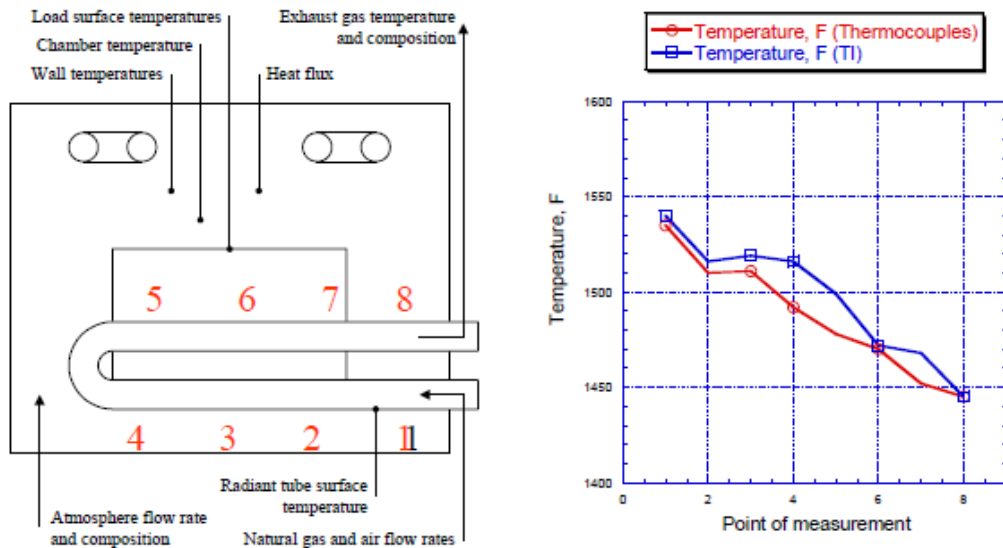 Load surface temperatures
Chamber temperature
Wall temperatures
Exhaust gas temperature
and composition
Heat flux
5 6 7 8
4 3 2 1 1
Radiant tube surface
temperature
Atmosphere flow rate
and composition
Natural gas and air flow rates
Temperature, F (Thermocouples)
Temperature, F (TI)
1600
1550
1500
1450
1400
Temperature, F
0 2 4 6 8
Point of measurement